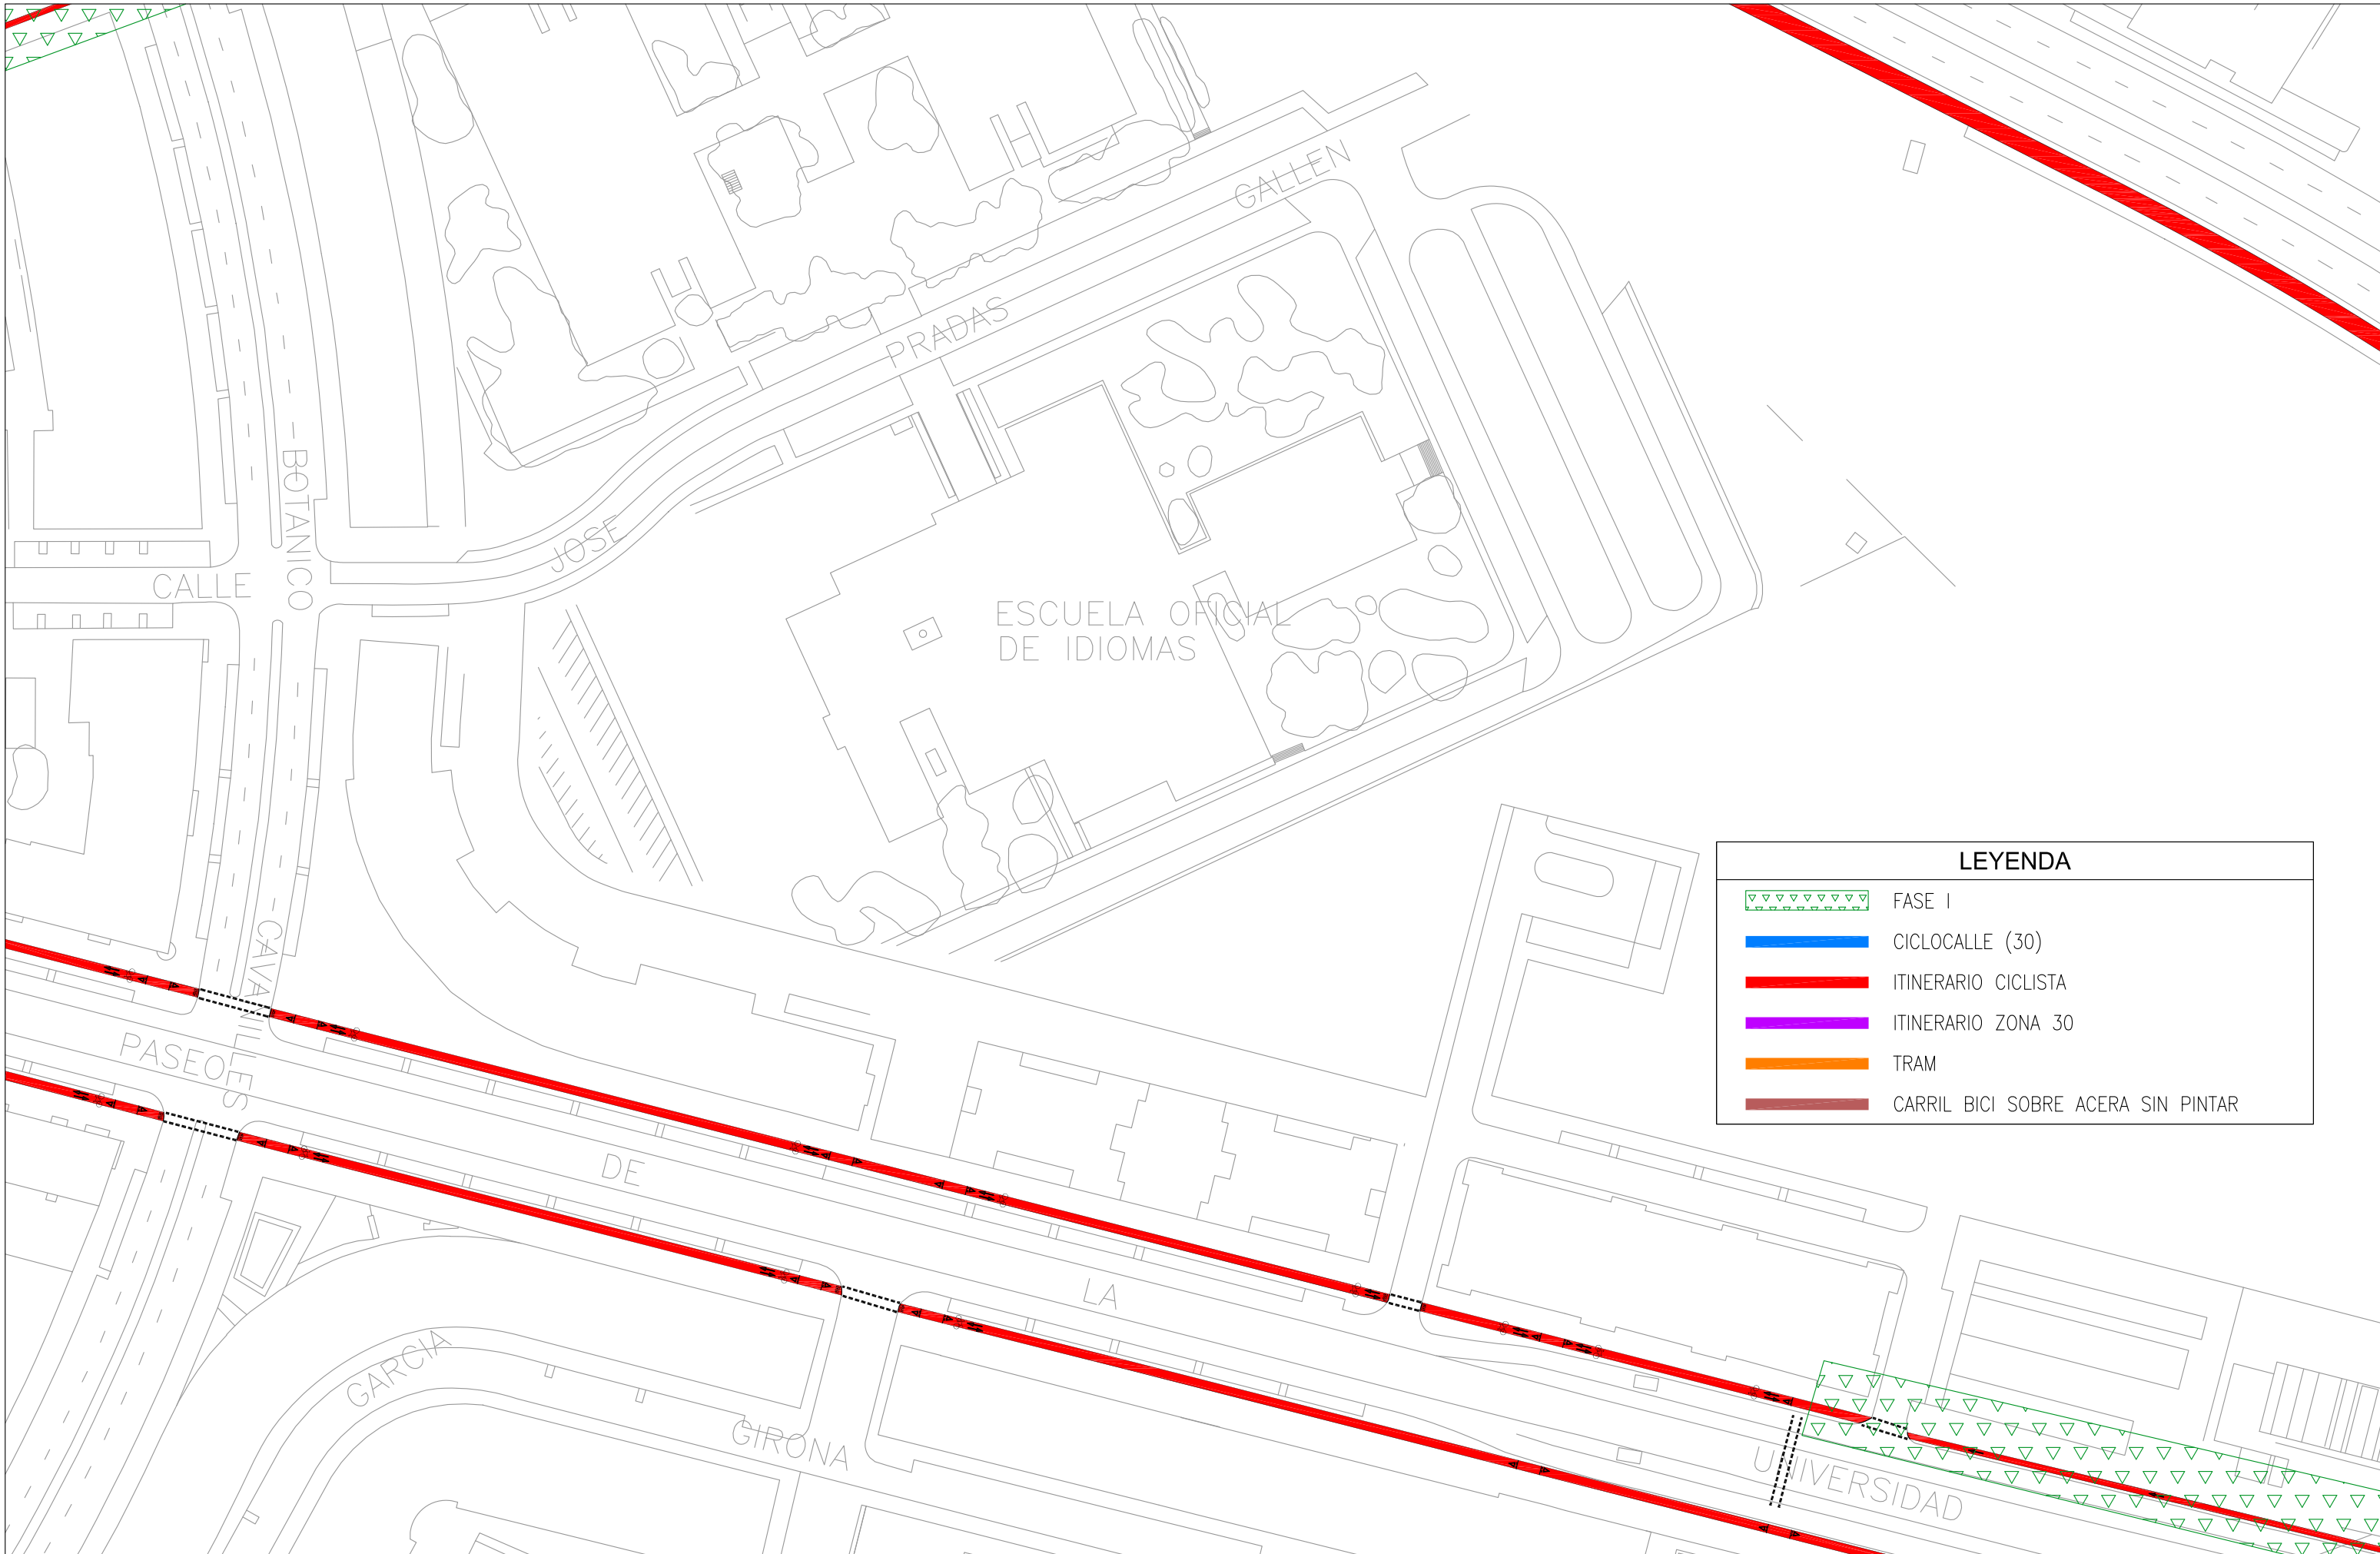 GALLEN
PRADAS
JOSE
BOTANICO
CALLE
ESCUELA OFICIAL
DE IDIOMAS
CAVANILLES
PASEO
DE
LA
UNIVERSIDAD
GARCIA
GIRONA
LEYENDA
FASE I
CICLOCALLE (30)
ITINERARIO CICLISTA
ITINERARIO ZONA 30
TRAM
CARRIL BICI SOBRE ACERA SIN PINTAR